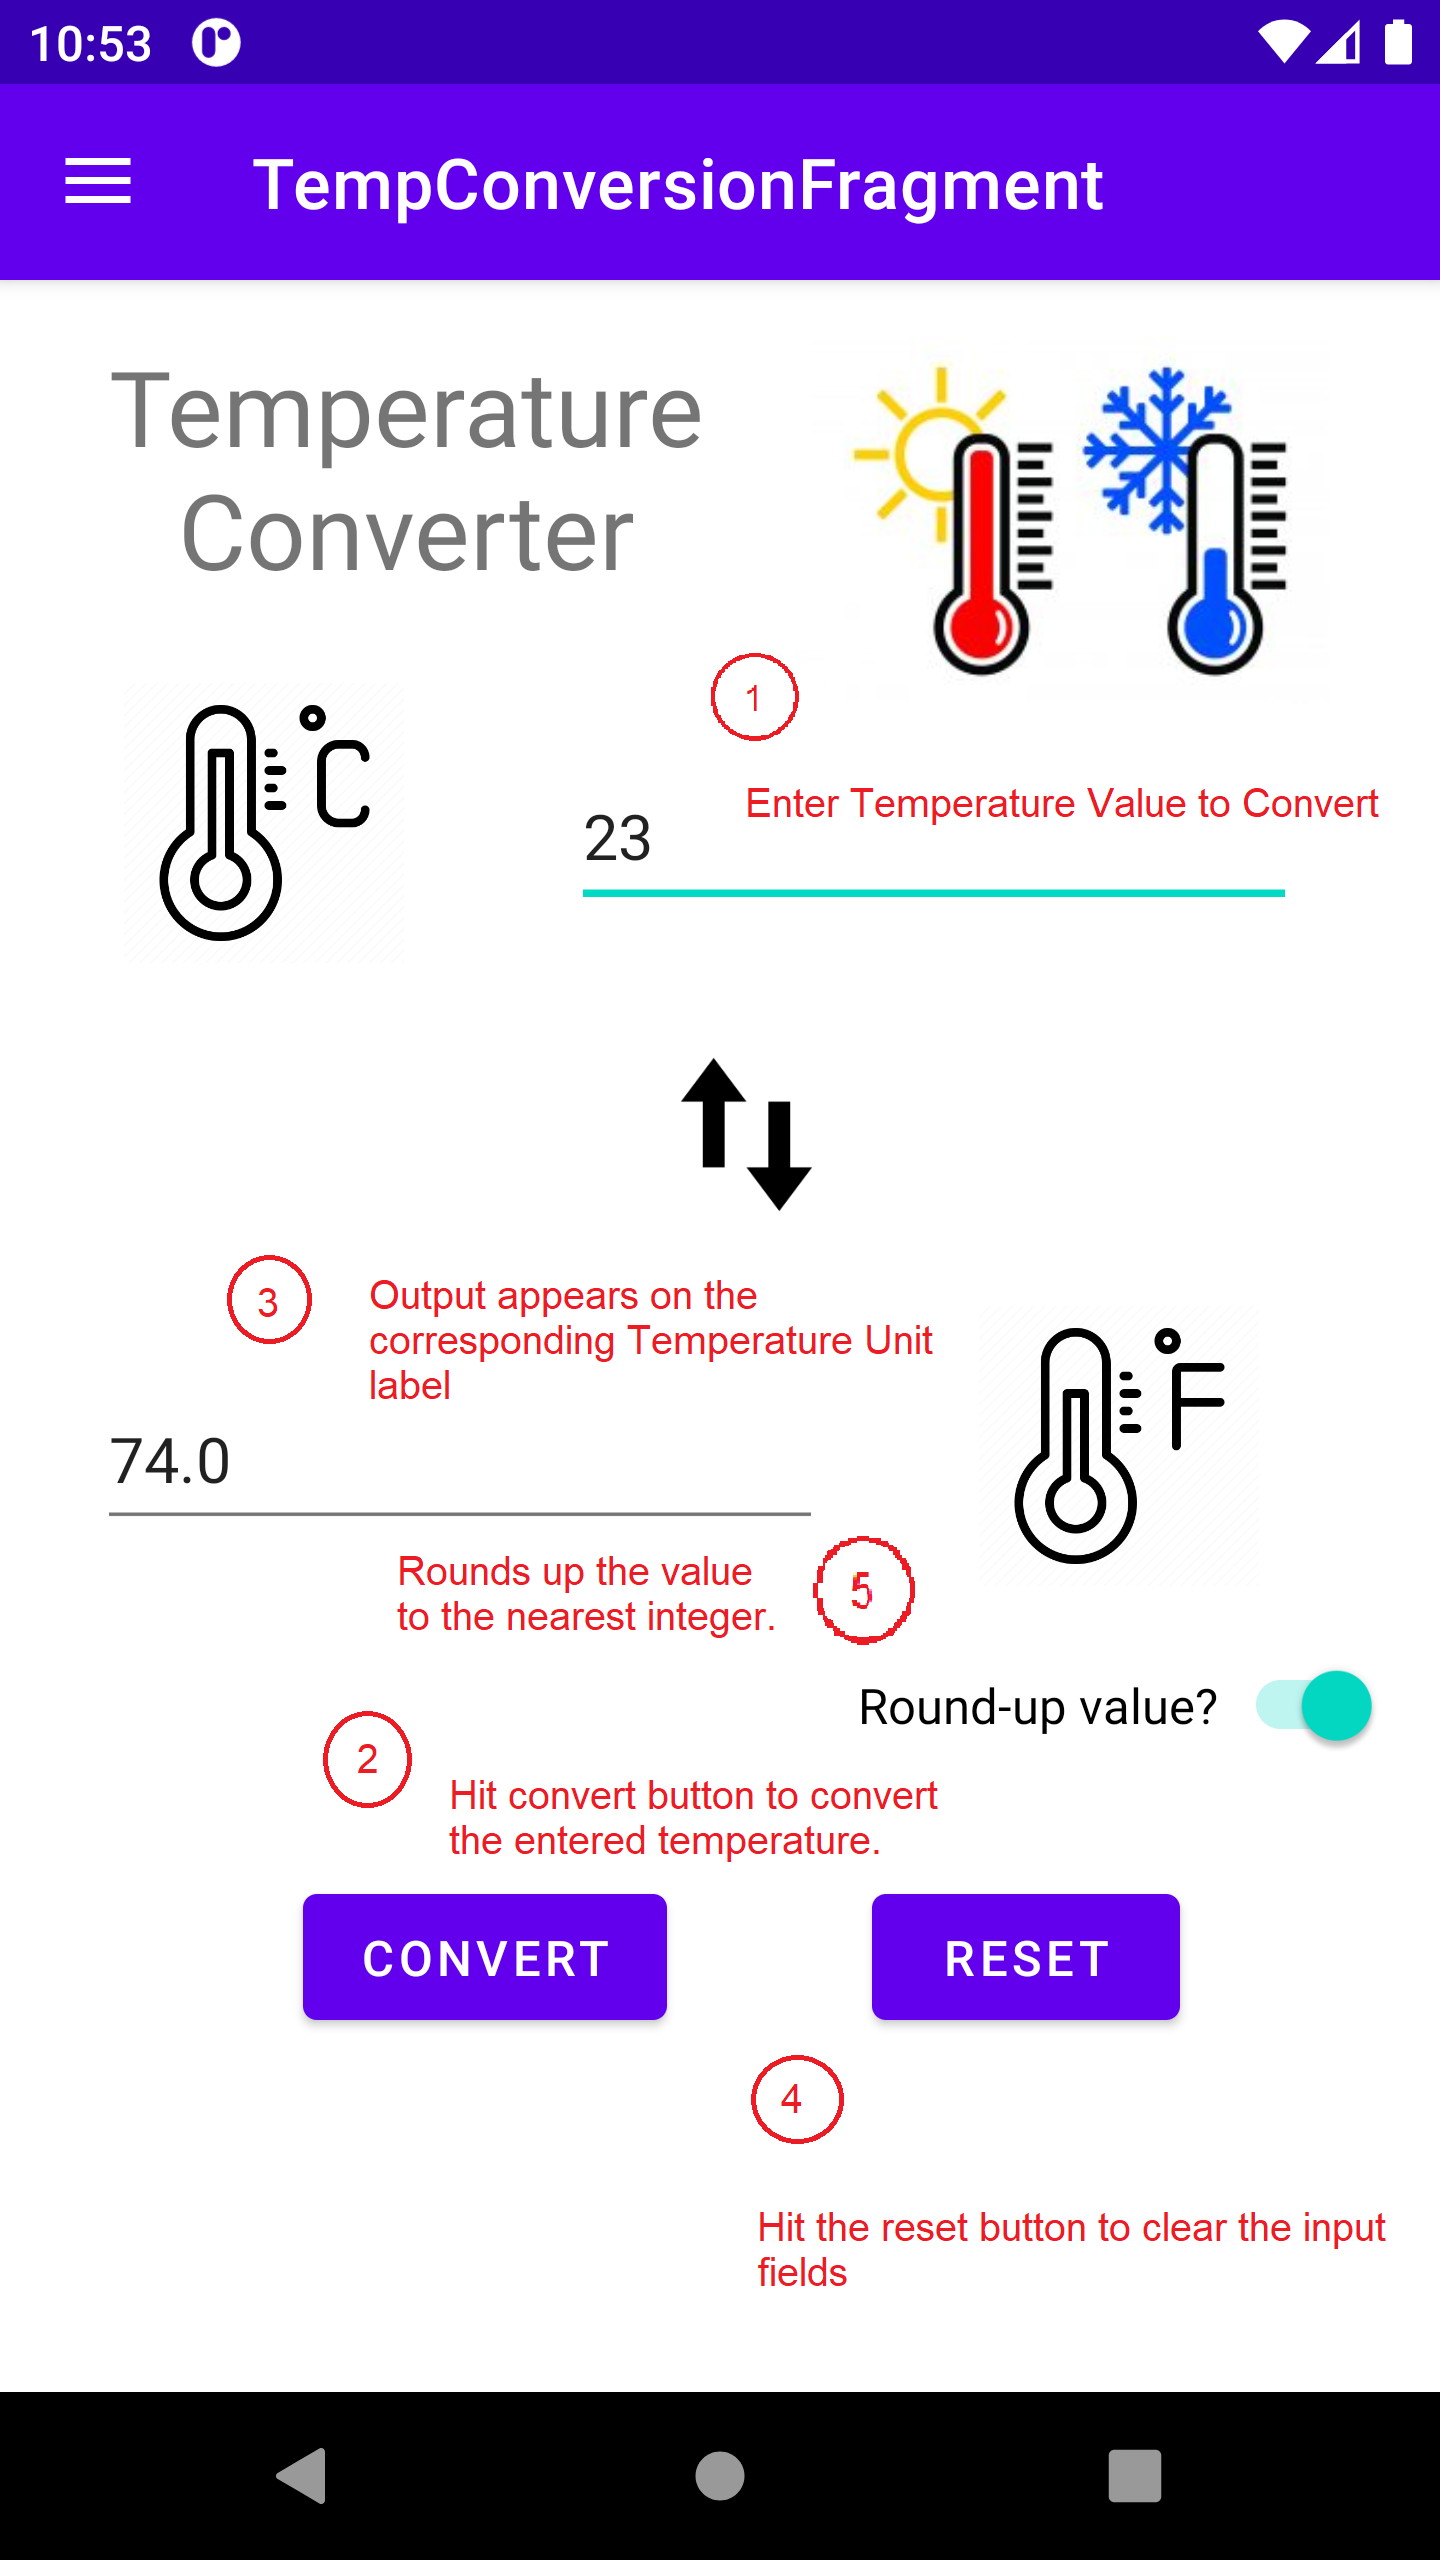 10:53
TempConversionFragment
Temperature
Converter
1
°C
Enter Temperature Value to Convert
23
3
Output appears on the
corresponding Temperature Unit
label
°F
74.0
Rounds up the value
to the nearest integer.
5
Round-up value?
2
Hit convert button to convert
the entered temperature.
CONVERT
RESET
4
Hit the reset button to clear the input
fields